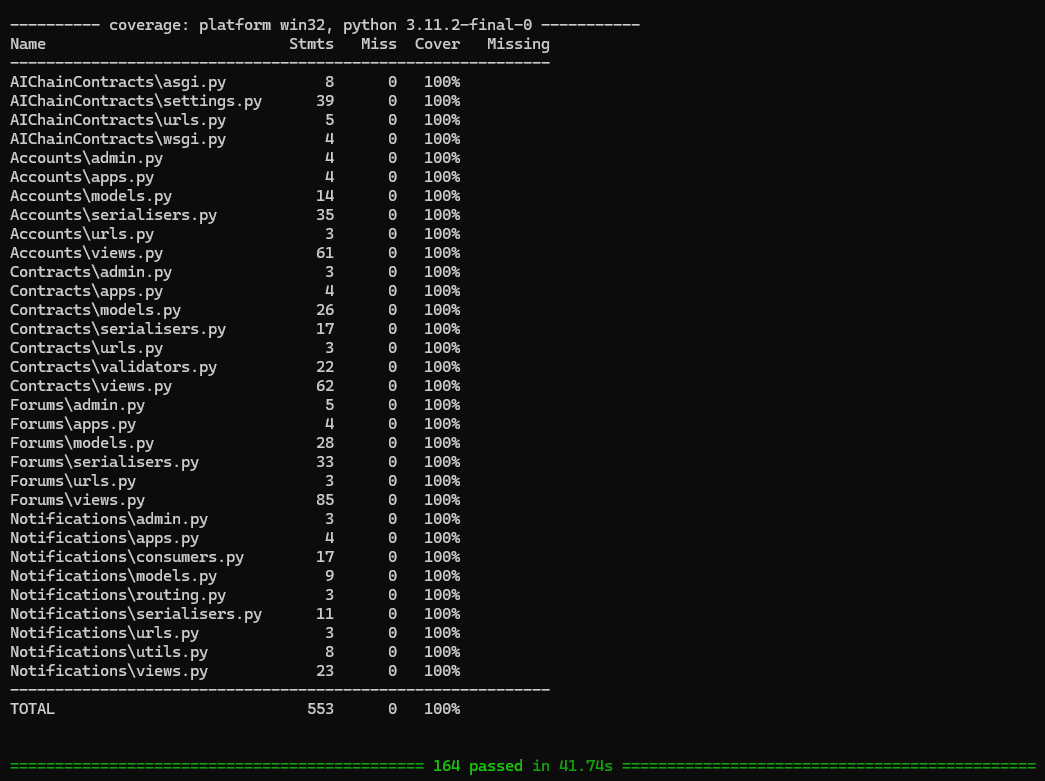 ---------- coverage: platform win32, python 3.11.2-final-0 -----------
Name                           Stmts   Miss  Cover   Missing
------------------------------------------------------------
AIChainContracts\asgi.py           8      0   100%
AIChainContracts\settings.py      39      0   100%
AIChainContracts\urls.py           5      0   100%
AIChainContracts\wsgi.py           4      0   100%
Accounts\admin.py                  4      0   100%
Accounts\apps.py                   4      0   100%
Accounts\models.py                14      0   100%
Accounts\serialisers.py           35      0   100%
Accounts\urls.py                   3      0   100%
Accounts\views.py                 61      0   100%
Contracts\admin.py                 3      0   100%
Contracts\apps.py                  4      0   100%
Contracts\models.py               26      0   100%
Contracts\serialisers.py          17      0   100%
Contracts\urls.py                  3      0   100%
Contracts\validators.py           22      0   100%
Contracts\views.py                62      0   100%
Forums\admin.py                    5      0   100%
Forums\apps.py                     4      0   100%
Forums\models.py                  28      0   100%
Forums\serialisers.py             33      0   100%
Forums\urls.py                     3      0   100%
Forums\views.py                   85      0   100%
Notifications\admin.py             3      0   100%
Notifications\apps.py              4      0   100%
Notifications\consumers.py        17      0   100%
Notifications\models.py            9      0   100%
Notifications\routing.py           3      0   100%
Notifications\serialisers.py      11      0   100%
Notifications\urls.py              3      0   100%
Notifications\utils.py             8      0   100%
Notifications\views.py            23      0   100%
------------------------------------------------------------
TOTAL                            553      0   100%
============================================== 164 passed in 41.74s ==============================================